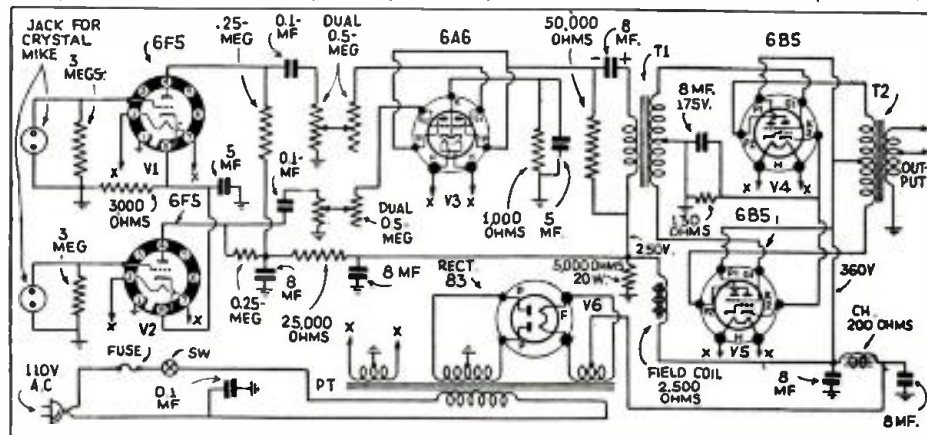 JACK FOR
CRYSTAL
MIKE
3
MEGS.
6F5
.25-
MEG
0.1-
MF
DUAL
0.5-
MEG
6A6
50,000
OHMS
8
MF.
- +
T1
6B5
8 MF.
175V.
T2
V1
5
MF
3000
OHMS
6F5
0.1-
MF
V3
1,000
OHMS
5
MF.
V4
130
OHMS
6B5
OUT-
PUT
3
MEG
DUAL
0.5-
MEG
250V.
360V
V2
0.25-
MEG
8
MF
25,000
OHMS
8 MF
RECT.
83
5,000 OHMS
20 W.
V6
V5
CH.
200 OHMS
FUSE
SW
110V
A.C
0.1
MF
PT
FIELD COIL
2,500
OHMS
8
MF
8 MF.